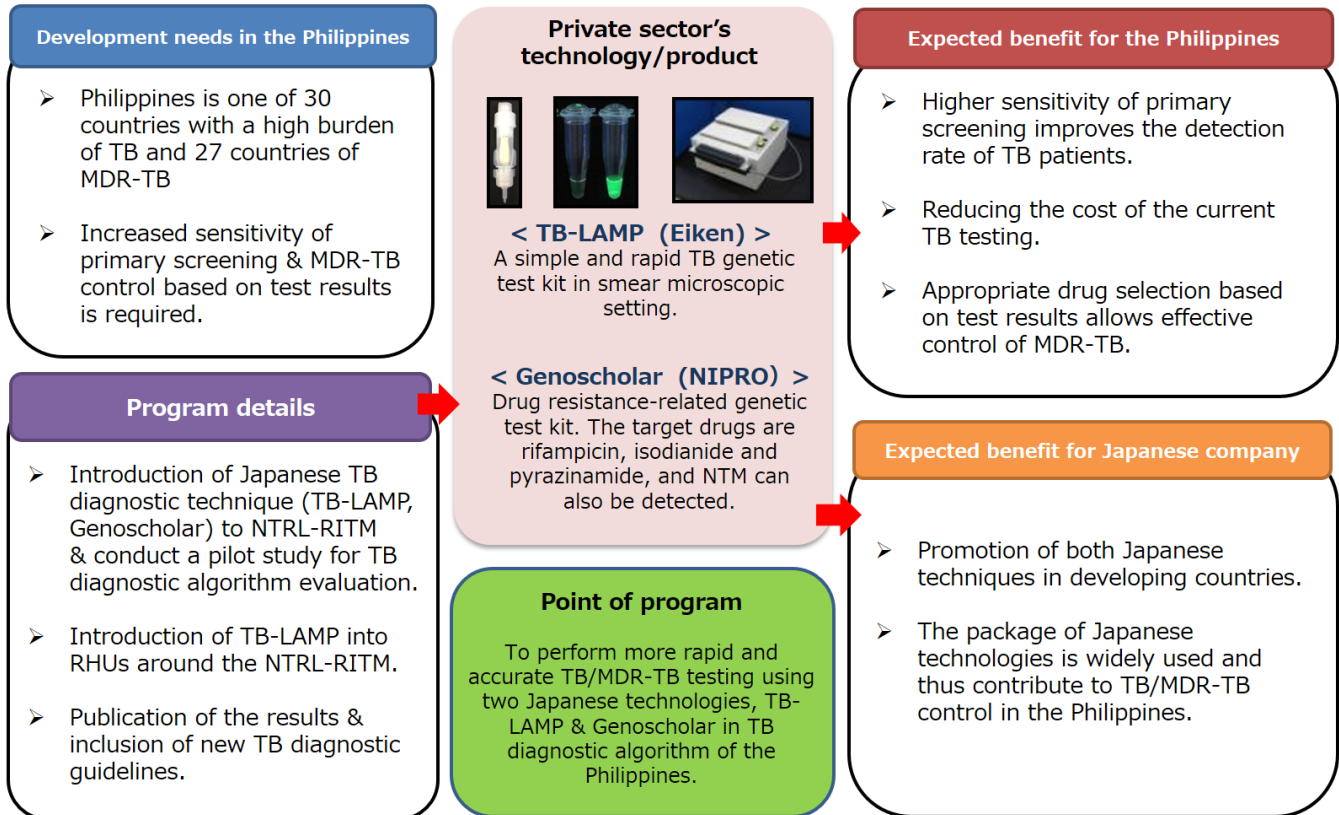 Development needs in the Philippines
➢ Philippines is one of 30
countries with a high burden
of TB and 27 countries of
MDR-TB
➢ Increased sensitivity of
primary screening & MDR-TB
control based on test results
is required.
Program details
➢ Introduction of Japanese TB
diagnostic technique (TB-LAMP,
Genoscholar) to NTRL-RITM
& conduct a pilot study for TB
diagnostic algorithm evaluation.
➢ Introduction of TB-LAMP into
RHUs around the NTRL-RITM.
➢ Publication of the results &
inclusion of new TB diagnostic
guidelines.
Private sector’s
technology/product
< TB-LAMP (Eiken) >
A simple and rapid TB genetic
test kit in smear microscopic
setting.
< Genoscholar (NIPRO) >
Drug resistance-related genetic
test kit. The target drugs are
rifampicin, isodianide and
pyrazinamide, and NTM can
also be detected.
Point of program
To perform more rapid and
accurate TB/MDR-TB testing using
two Japanese technologies, TB-
LAMP & Genoscholar in TB
diagnostic algorithm of the
Philippines.
Expected benefit for the Philippines
➢ Higher sensitivity of primary
screening improves the detection
rate of TB patients.
➢ Reducing the cost of the current
TB testing.
➢ Appropriate drug selection based
on test results allows effective
control of MDR-TB.
Expected benefit for Japanese company
➢ Promotion of both Japanese
techniques in developing countries.
➢ The package of Japanese
technologies is widely used and
thus contribute to TB/MDR-TB
control in the Philippines.